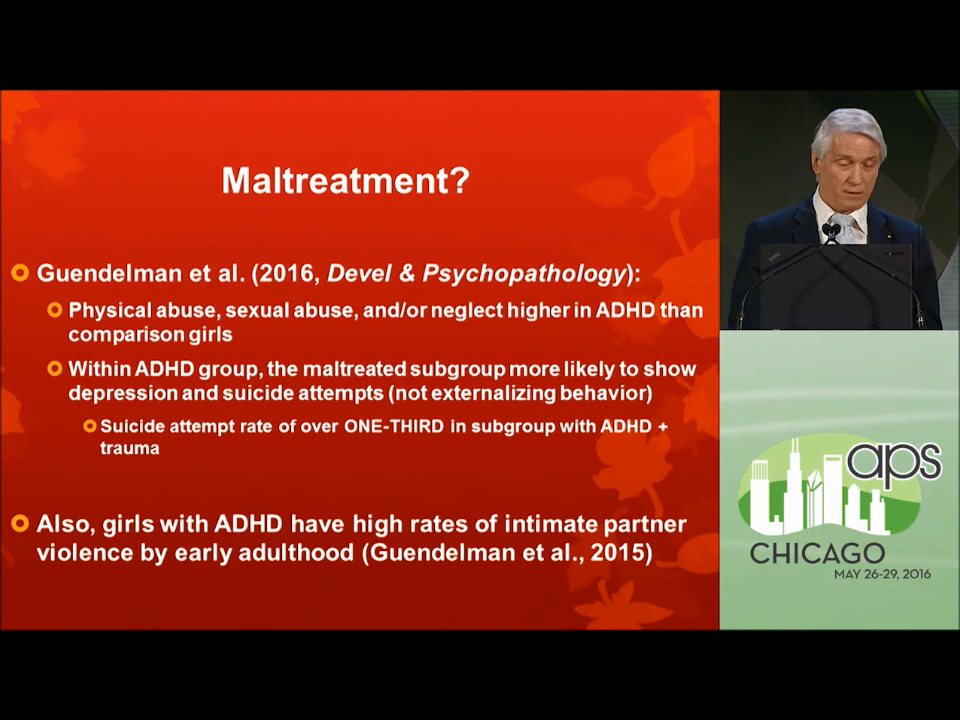 Maltreatment?
Guendelman et al. (2016, Devel & Psychopathology):
Physical abuse, sexual abuse, and/or neglect higher in ADHD than
comparison girls
Within ADHD group, the maltreated subgroup more likely to show
depression and suicide attempts (not externalizing behavior)
Suicide attempt rate of over ONE-THIRD in subgroup with ADHD +
trauma
Also, girls with ADHD have high rates of intimate partner
violence by early adulthood (Guendelman et al., 2015)
aps
CHICAGO
MAY 26-29, 2016